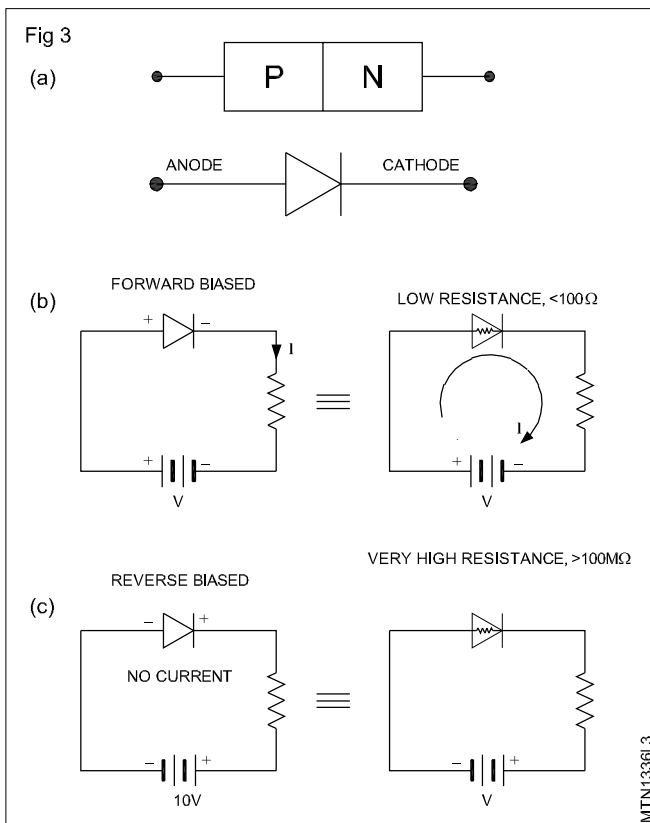 Fig 3
(a)
P N
ANODE CATHODE
FORWARD BIASED
LOW RESISTANCE, <100Ω
(b)
+ −
I
I
+ −
V
+ −
V
REVERSE BIASED
VERY HIGH RESISTANCE, >100MΩ
(c)
− +
NO CURRENT
− +
10V
− +
V
MTN1336L3